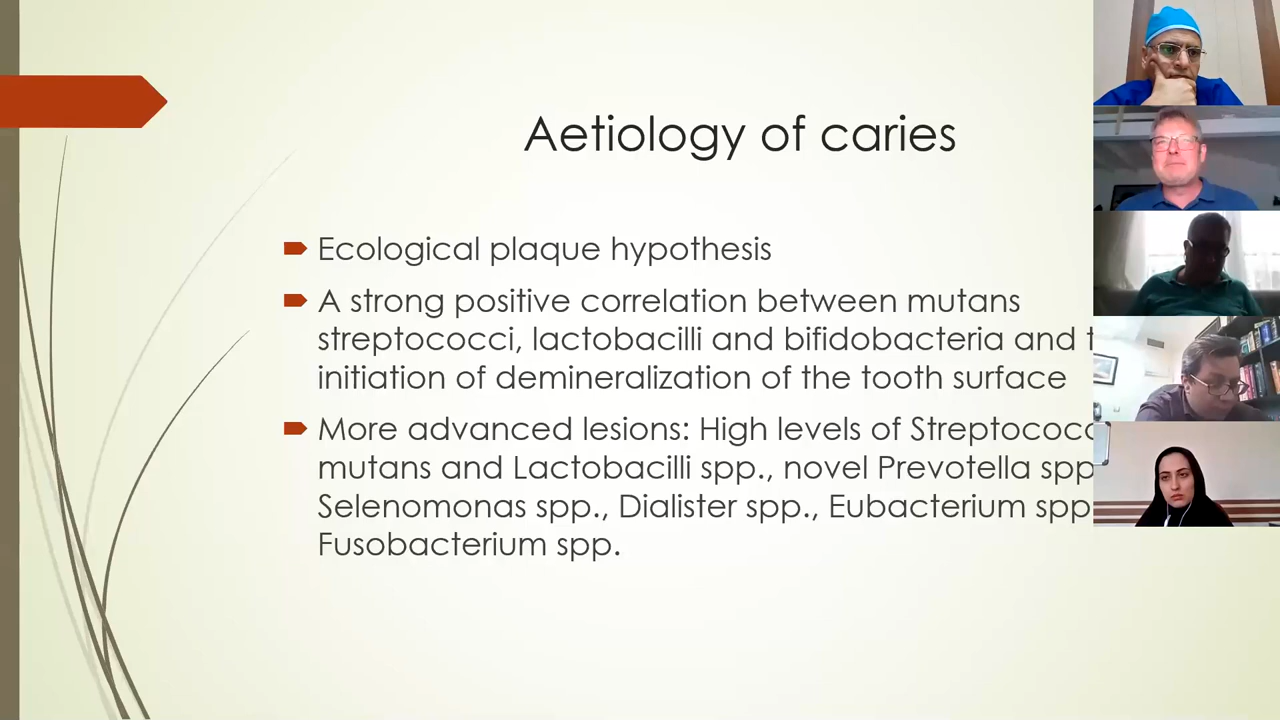 Aetiology of caries
Ecological plaque hypothesis
A strong positive correlation between mutans
streptococci, lactobacilli and bifidobacteria and
initiation of demineralization of the tooth surface
More advanced lesions: High levels of
mutans and Lactobacilli spp., novel Prevotella spp
Selenomonas spp., Dialister spp., Eubacterium spp
Fusobacterium spp.